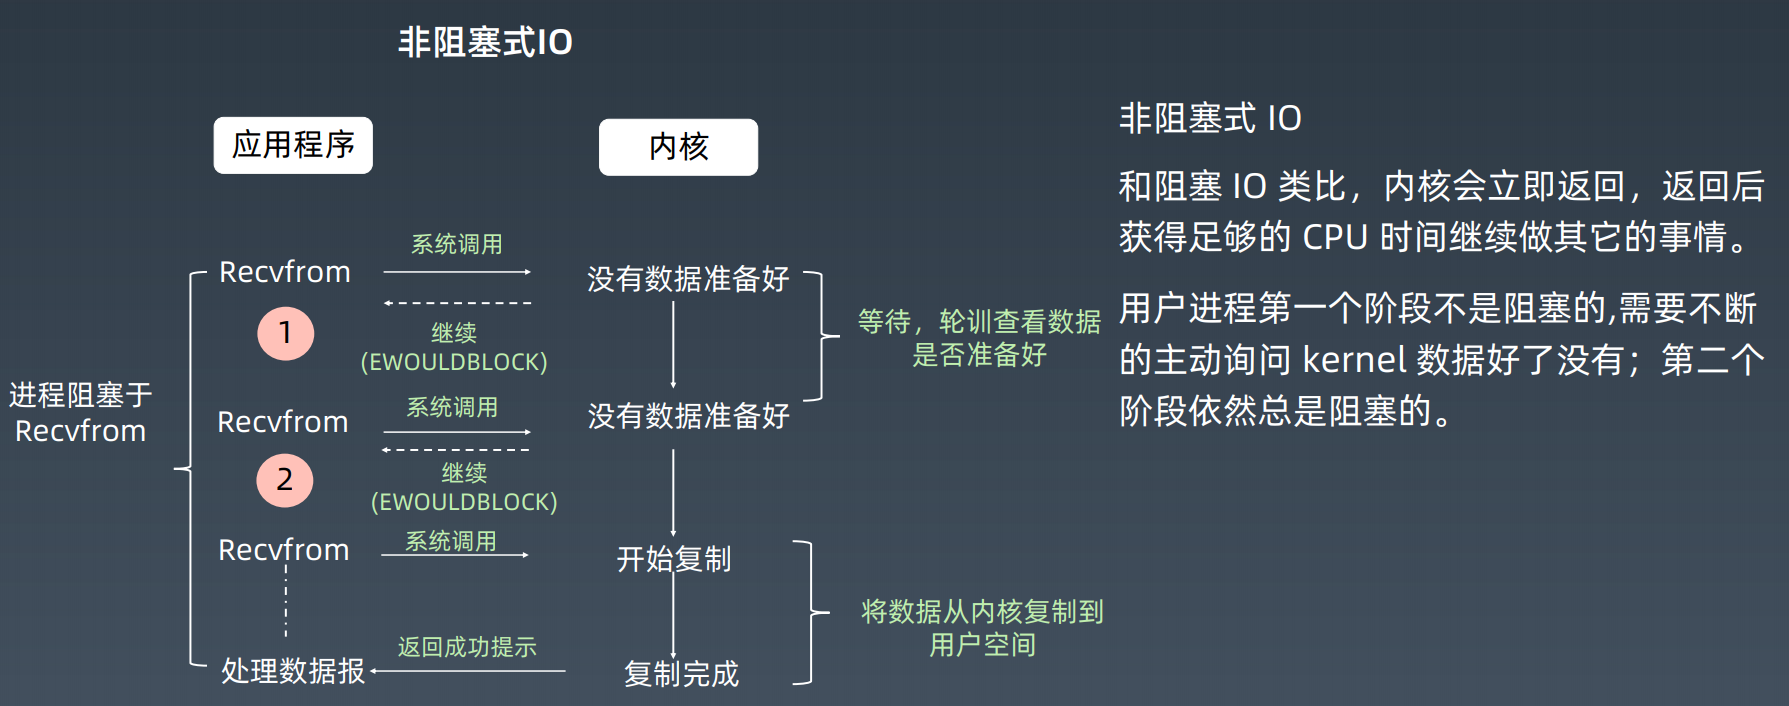 非阻塞式IO
应用程序
内核
系统调用
Recvfrom
没有数据准备好
1
继续
(EWOULDBLOCK)
等待，轮训查看数据
是否准备好
进程阻塞于
Recvfrom
系统调用
Recvfrom
没有数据准备好
2
继续
(EWOULDBLOCK)
系统调用
Recvfrom
开始复制
将数据从内核复制到
用户空间
返回成功提示
处理数据报
复制完成
非阻塞式 IO
和阻塞 IO 类比，内核会立即返回，返回后
获得足够的 CPU 时间继续做其它的事情。
用户进程第一个阶段不是阻塞的,需要不断
的主动询问 kernel 数据好了没有；第二个
阶段依然总是阻塞的。